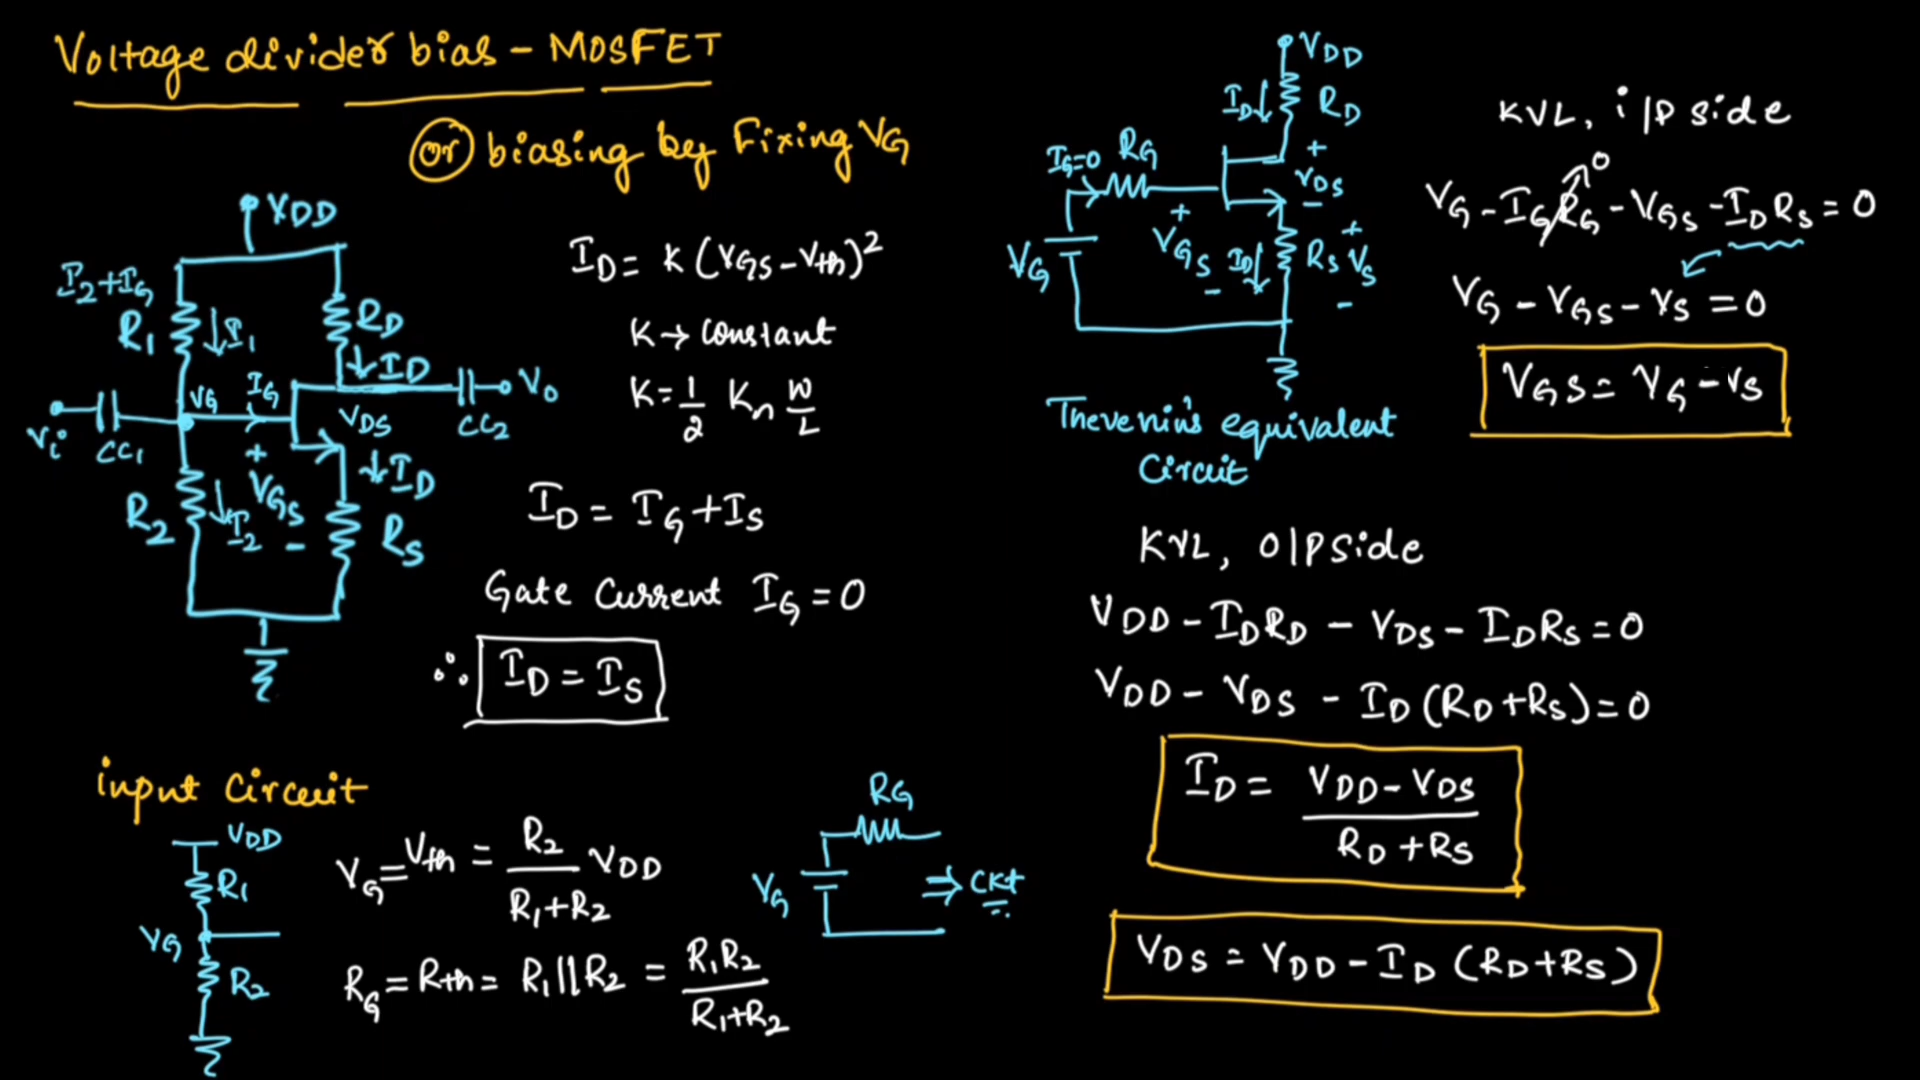 Voltage divider bias - MOSFET
or biasing by Fixing VG
VDD
I2+IG
R1
I1
RD
ID
VG
IG
VDS
Vi
CC1
CC2
V0
+
VGS
-
ID
R2
I2
RS
ID = K (VGS - Vth)²
K → Constant
K = 1/2 Kn W/L
ID = IG + IS
Gate Current IG = 0
∴ ID = IS
input Circuit
VDD
R1
VG
R2
VG = Vth = R2/(R1+R2) VDD
RG = Rth = R1 || R2 = R1R2/(R1+R2)
RG
VG
⇒ CKt
VDD
ID
RD
IG=0
RG
+
VDS
-
VG
+
VGS
-
ID
RS
+
VS
-
Thevenin's equivalent
Circuit
KVL, i/p side
VG - IGRG - VGS - IDRS = 0
0
VG - VGS - VS = 0
VGS = VG - VS
KVL, O/P Side
VDD - IDRD - VDS - IDRS = 0
VDD - VDS - ID (RD+RS) = 0
ID = (VDD - VDS)/(RD + RS)
VDS = VDD - ID (RD+RS)